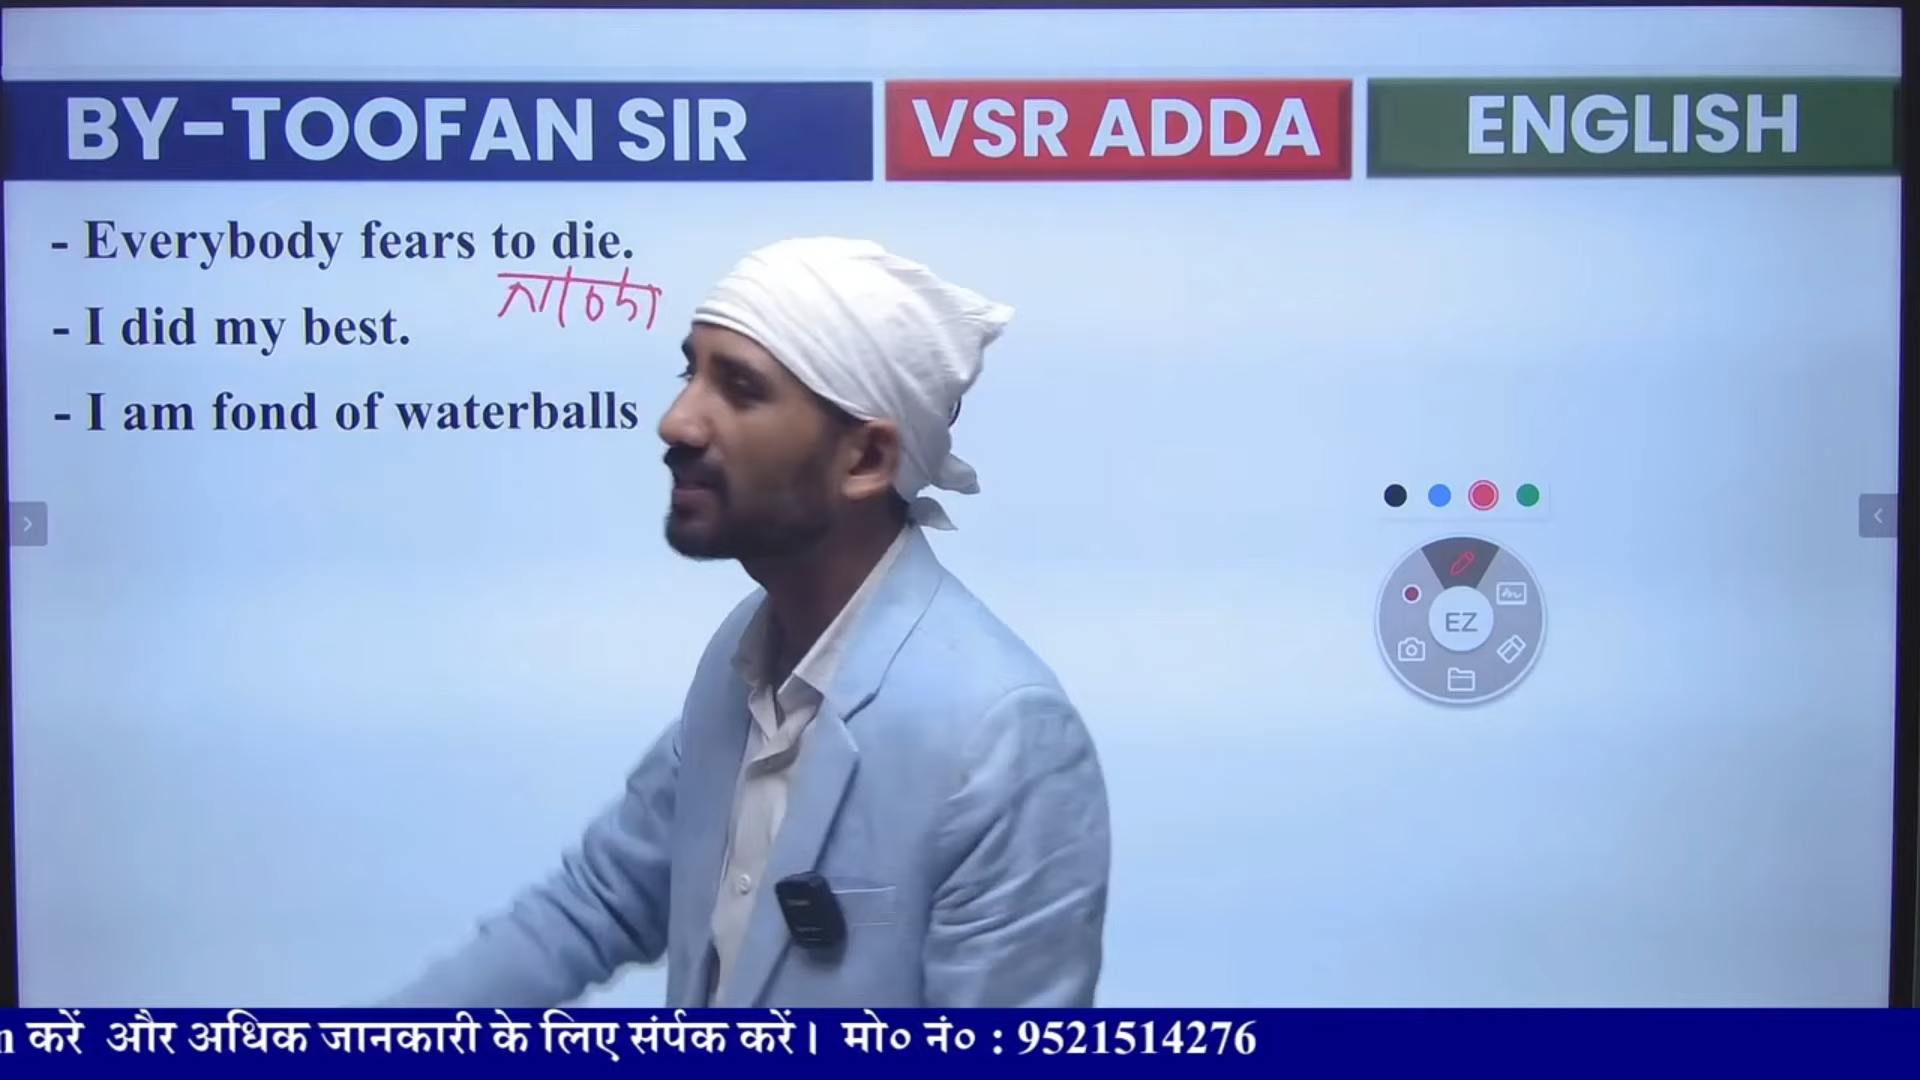 BY-TOOFAN SIR VSR ADDA ENGLISH
- Everybody fears to die.
- I did my best.
- I am fond of waterballs
EZ
करें और अधिक जानकारी के लिए संर्पक करें। मो० नं० : 9521514276